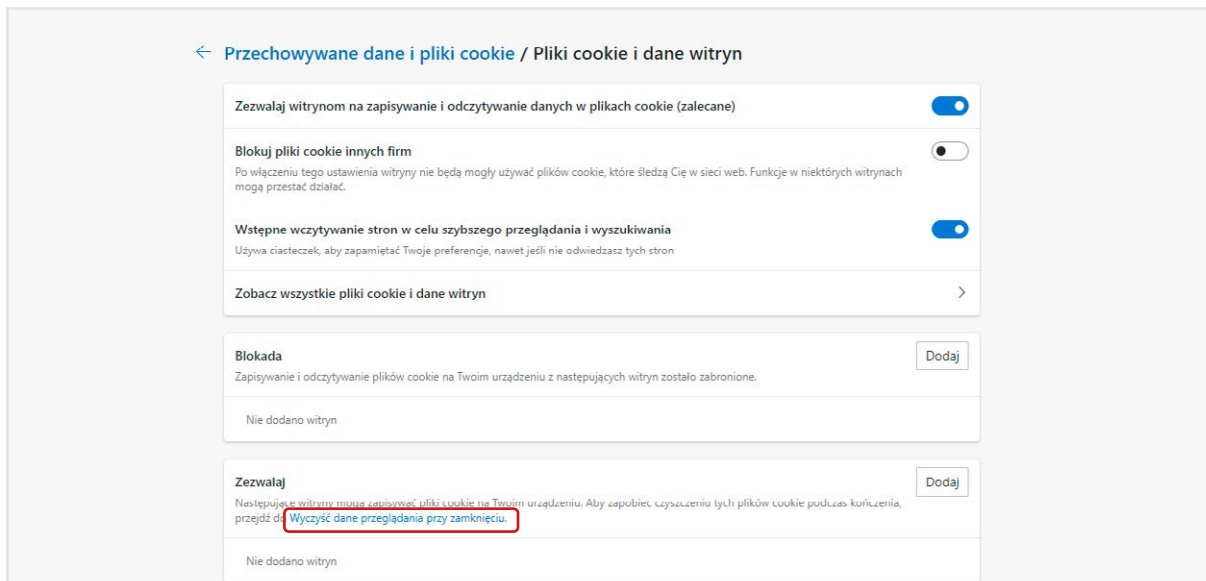 Przechowywane dane i pliki cookie / Pliki cookie i dane witryn
Zezwalaj witrynom na zapisywanie i odczytywanie danych w plikach cookie (zalecane)
Blokuj pliki cookie innych firm
Po włączeniu tego ustawienia witryny nie będą mogły używać plików cookie, które śledzą Cię w sieci web. Funkcje w niektórych witrynach
mogą przestać działać.
Wstępne wczytywanie stron w celu szybszego przeglądania i wyszukiwania
Używa ciasteczek, aby zapamiętać Twoje preferencje, nawet jeśli nie odwiedzasz tych stron
Zobacz wszystkie pliki cookie i dane witryn
Blokada
Dodaj
Zapisywanie i odczytywanie plików cookie na Twoim urządzeniu z następujących witryn zostało zabronione.
Nie dodano witryn
Zezwalaj
Dodaj
Następujące witryny mogą zapisywać pliki cookie na Twoim urządzeniu. Aby zapobiec czyszczeniu tych plików cookie podczas kończenia,
przejdź do Wyczyść dane przeglądania przy zamknięciu.
Nie dodano witryn